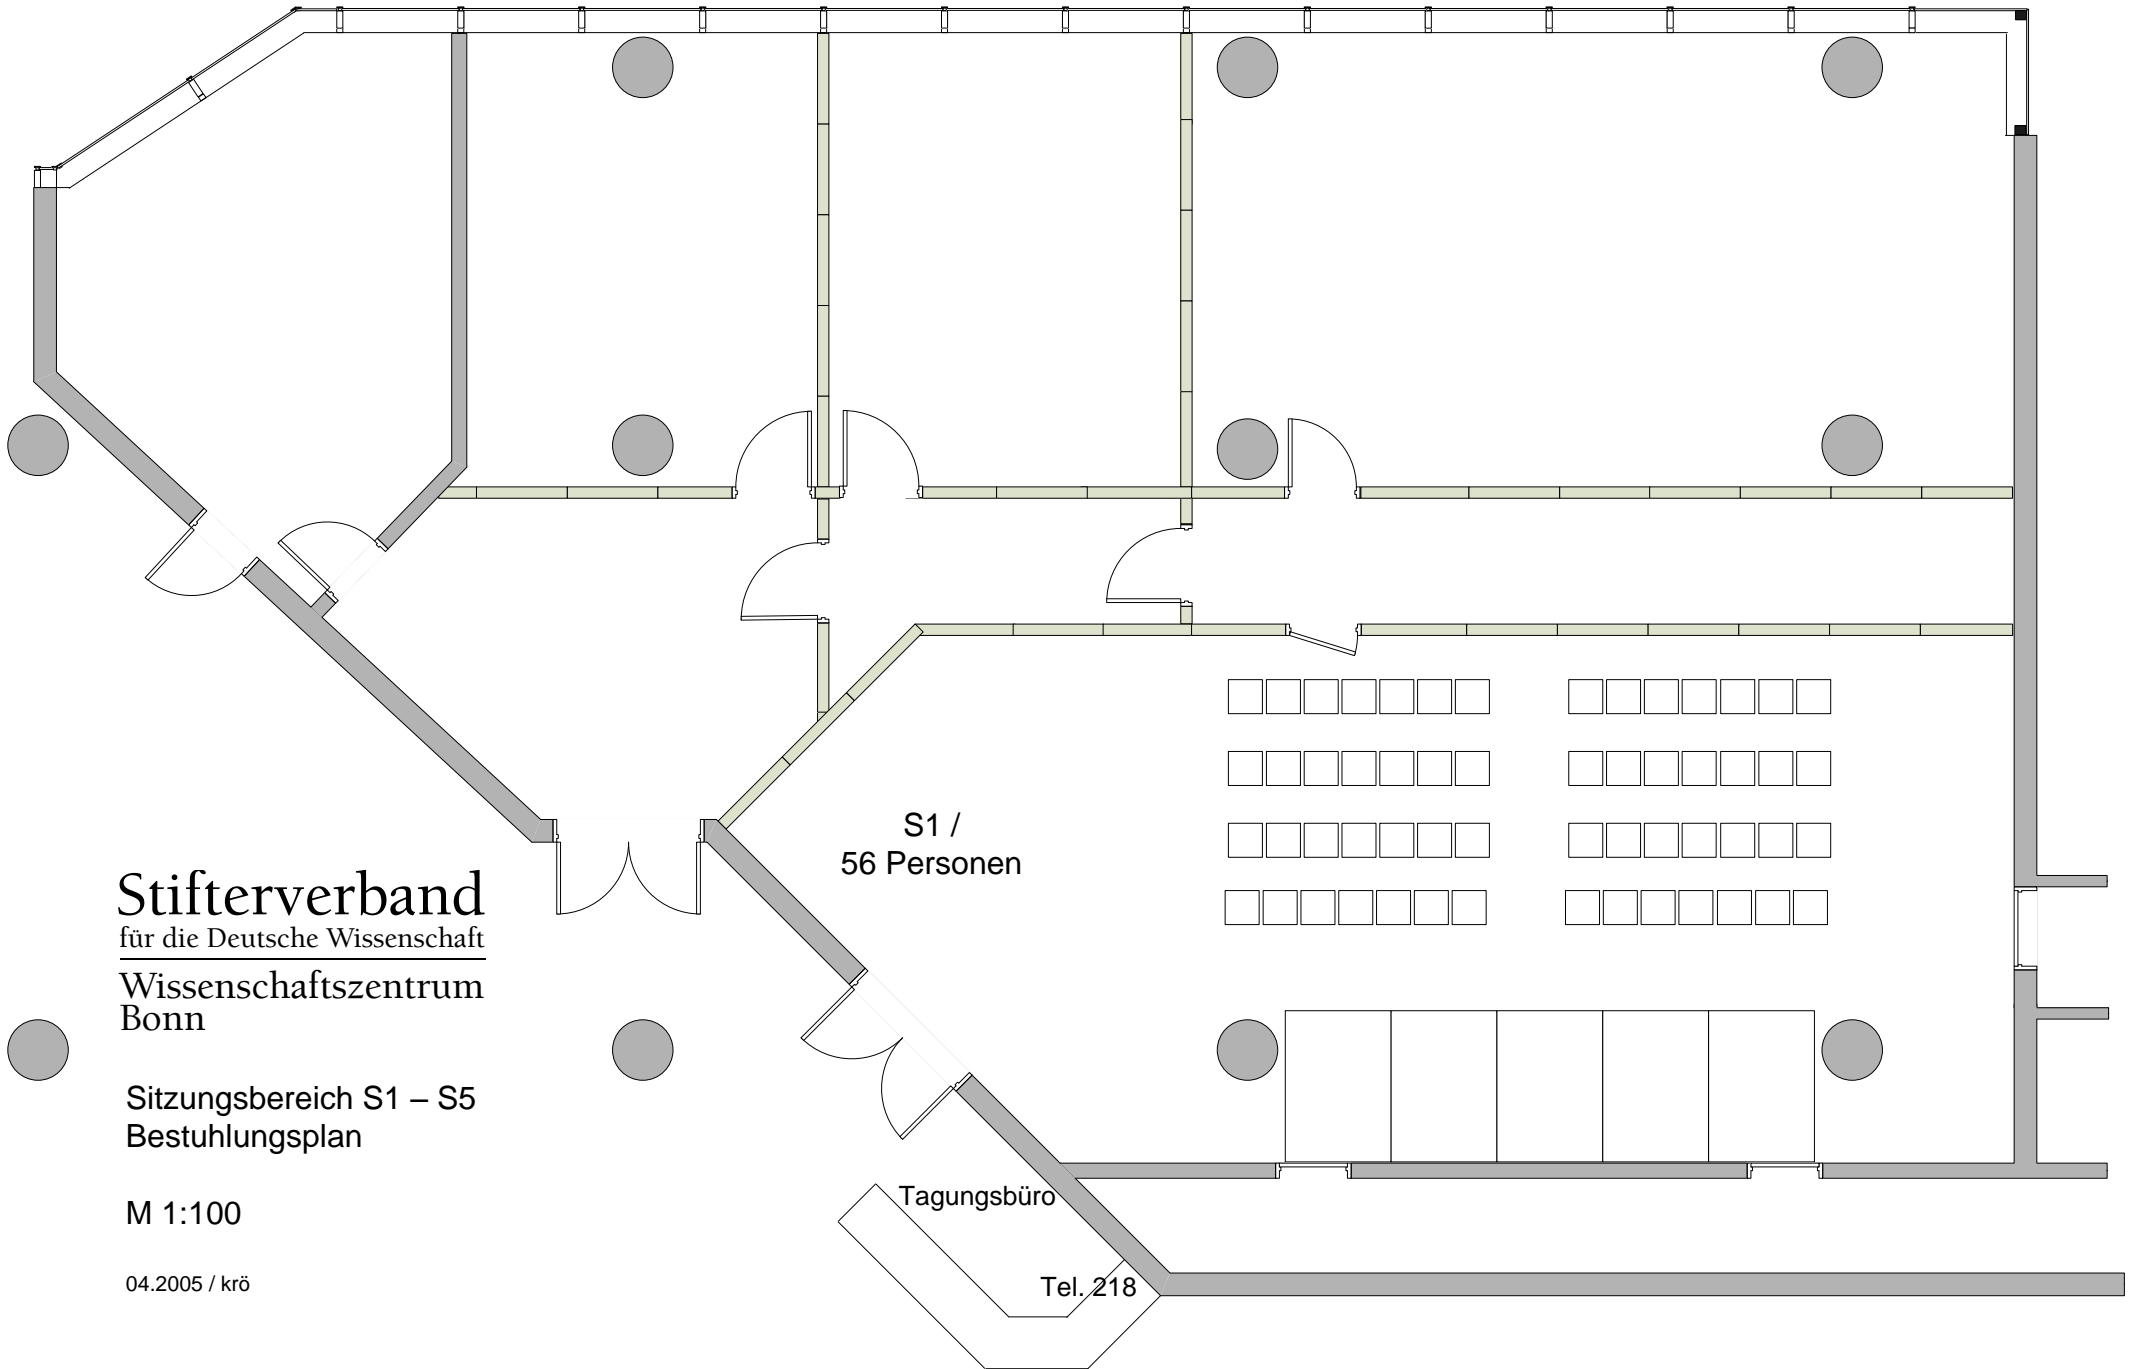 S1 /
56 Personen
Stifterverband
für die Deutsche Wissenschaft
Wissenschaftszentrum
Bonn
Sitzungsbereich S1 – S5
Bestuhlungsplan
M 1:100
04.2005 / krö
Tagungsbüro
Tel. 218